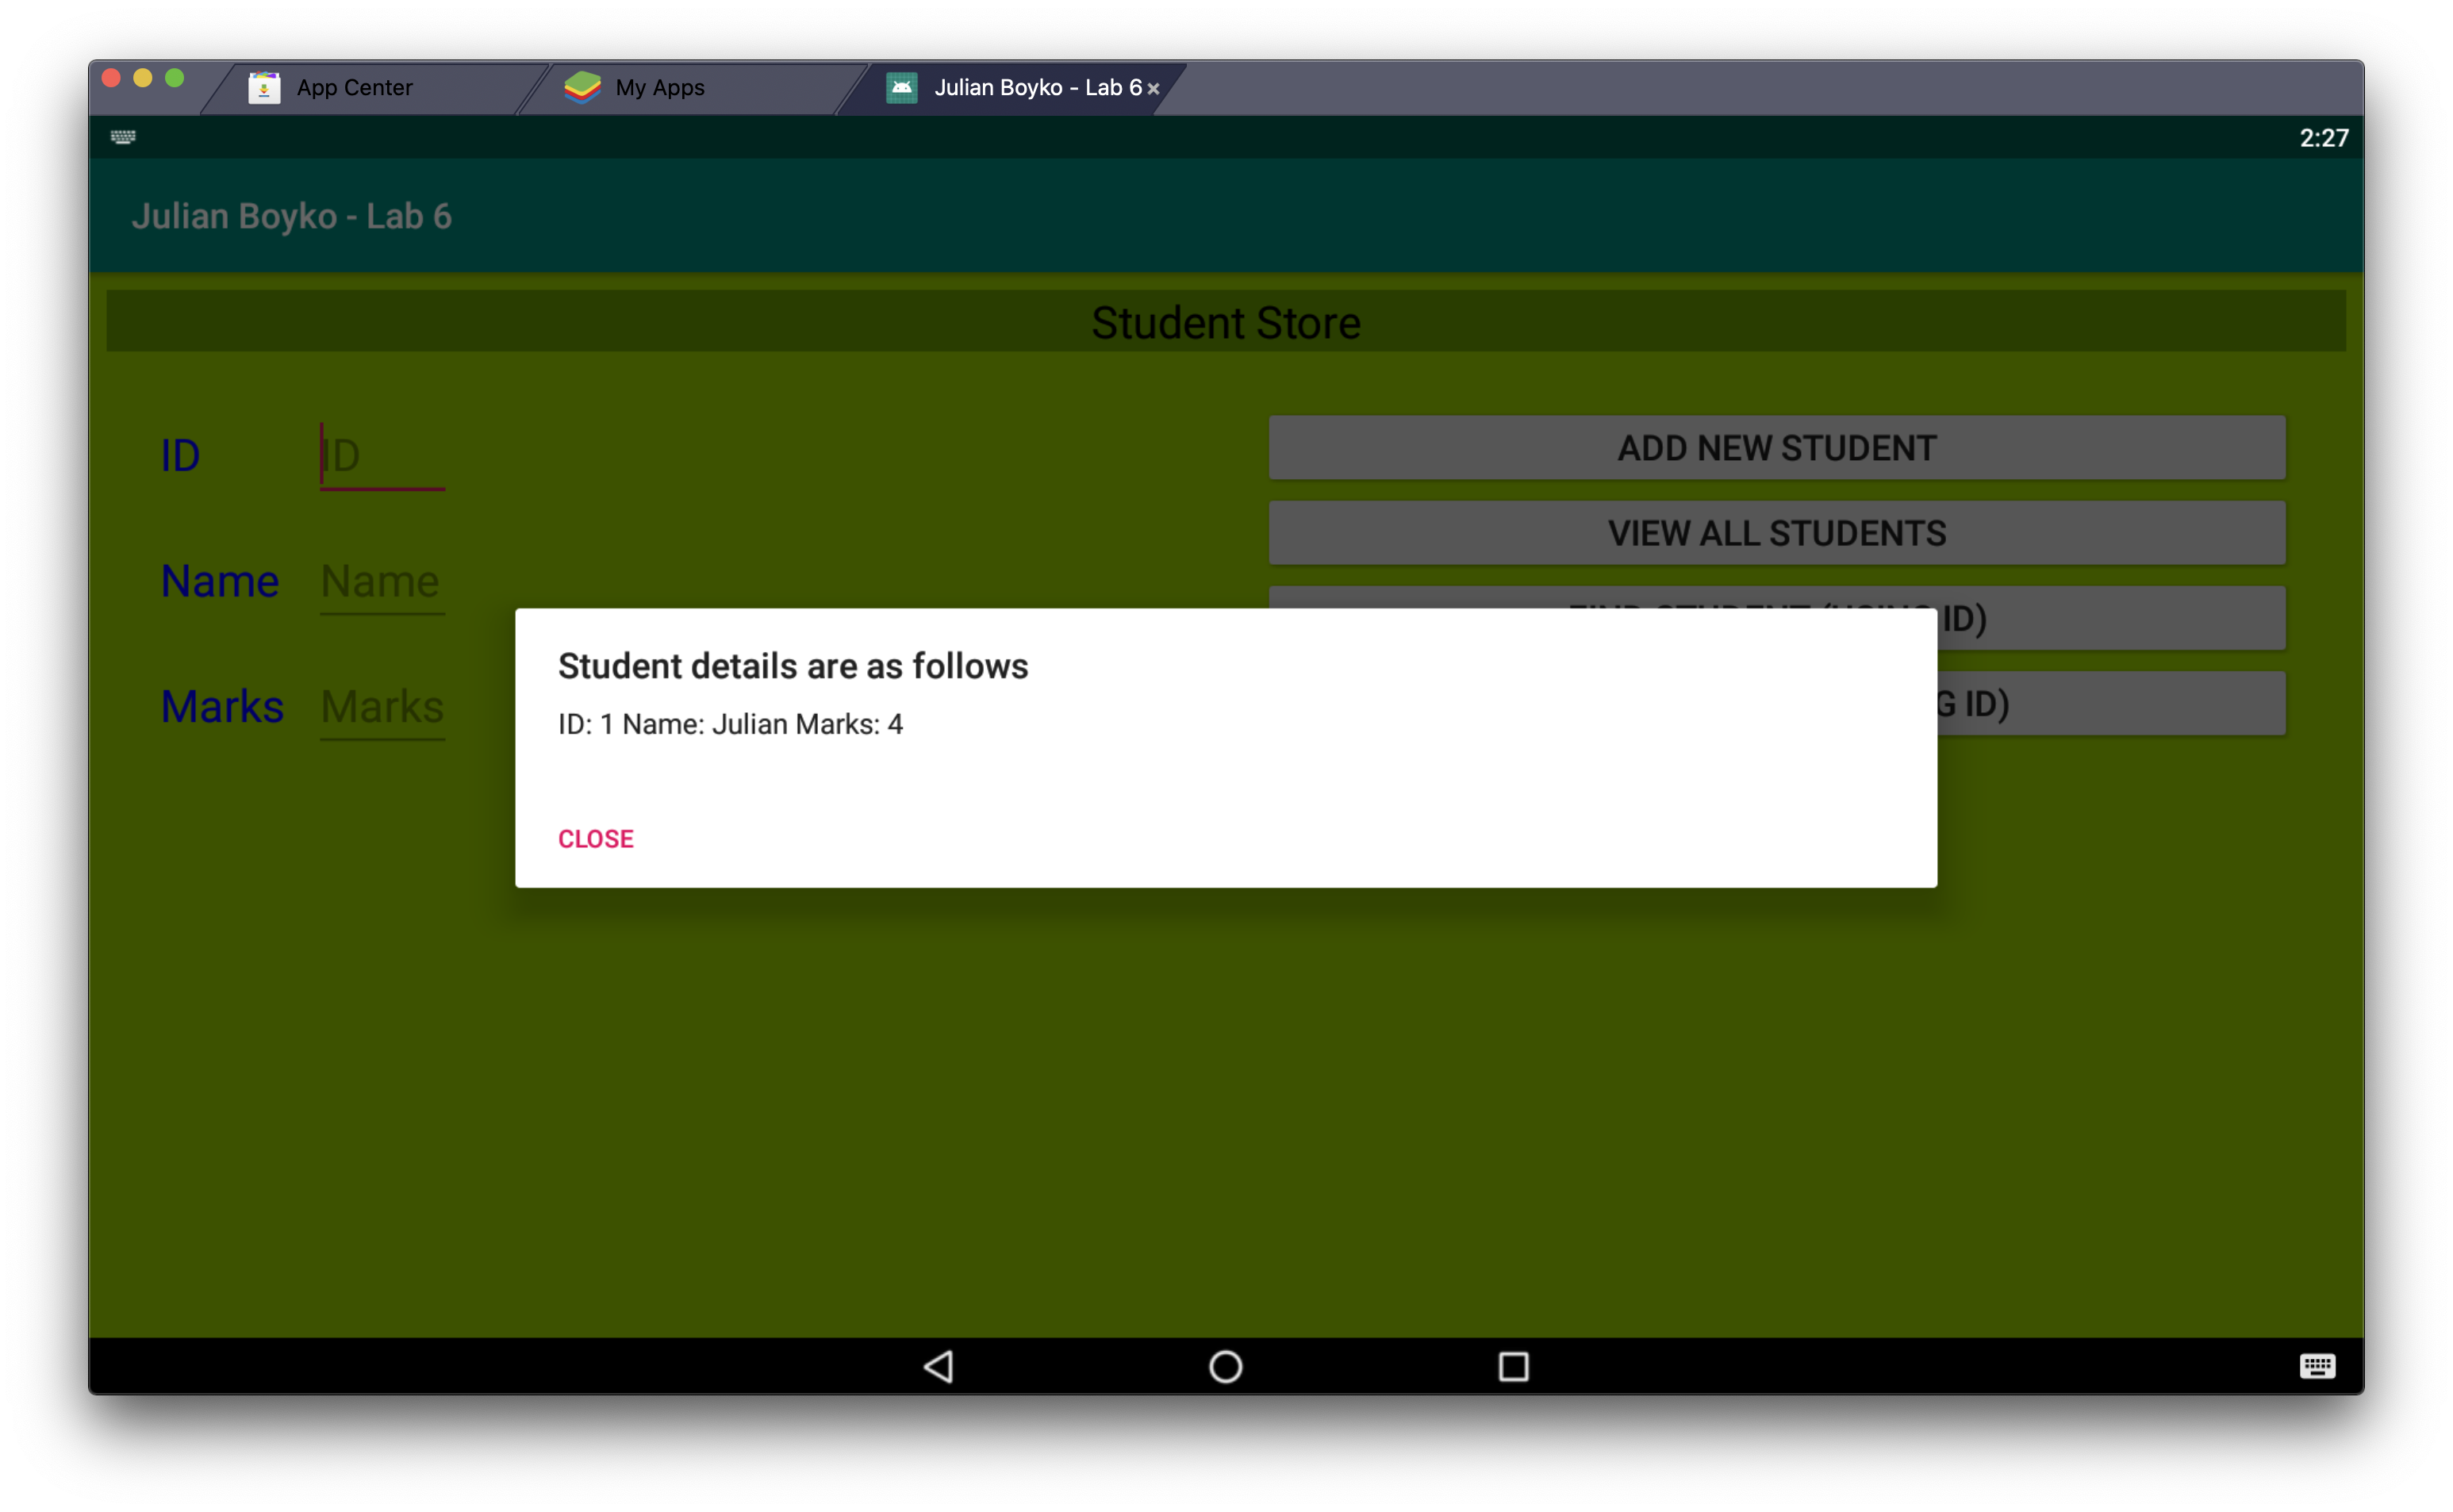 App Center
My Apps
Julian Boyko - Lab 6
2:27
Julian Boyko - Lab 6
Student Store
ID
ID
ADD NEW STUDENT
VIEW ALL STUDENTS
Name
Name
ID)
Marks
Marks
G ID)
Student details are as follows
ID: 1 Name: Julian Marks: 4
CLOSE